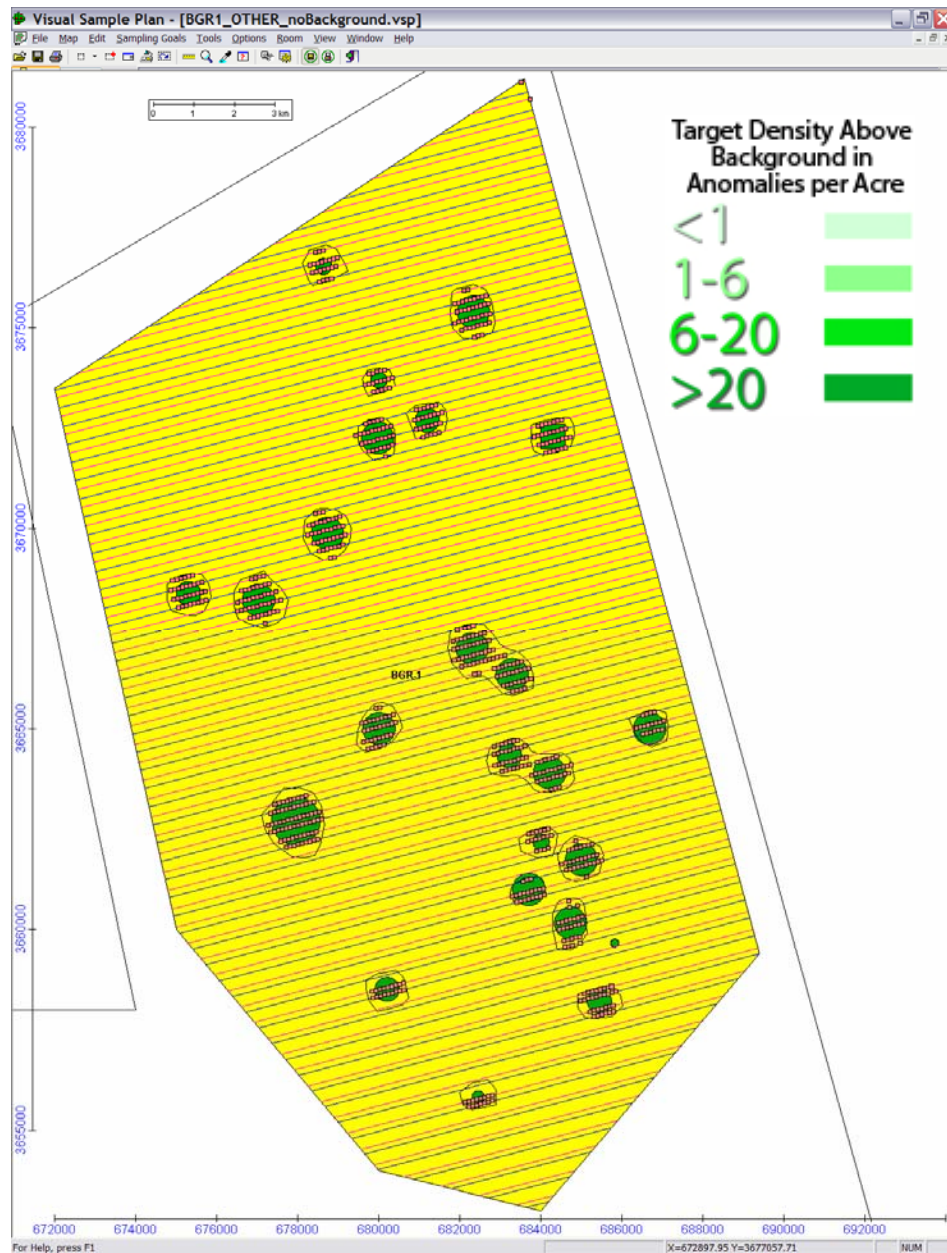 Visual Sample Plan - [BGR1_OTHER_noBackground.vsp]
File Map Edit Sampling Goals Tools Options Room View Window Help
0 1 2 3 km
Target Density Above
Background in
Anomalies per Acre
<1
1-6
6-20
>20
3680000
3675000
3670000
3665000
3660000
3655000
BGR.1
672000 674000 676000 678000 680000 682000 684000 686000 688000 690000 692000
For Help, press F1
X=672897.95 Y=3677057.71
NUM